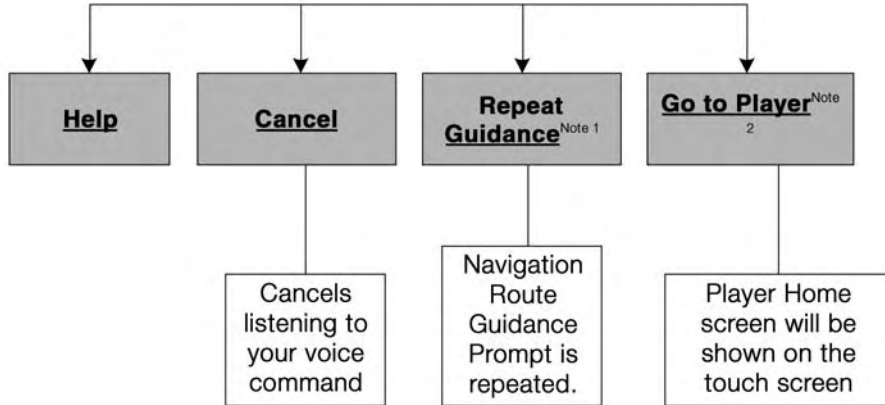 Help
Cancel
Repeat
Guidance Note 1
Go to Player Note
2
Cancels
listening to
your voice
command
Navigation
Route
Guidance
Prompt is
repeated.
Player Home
screen will be
shown on the
touch screen